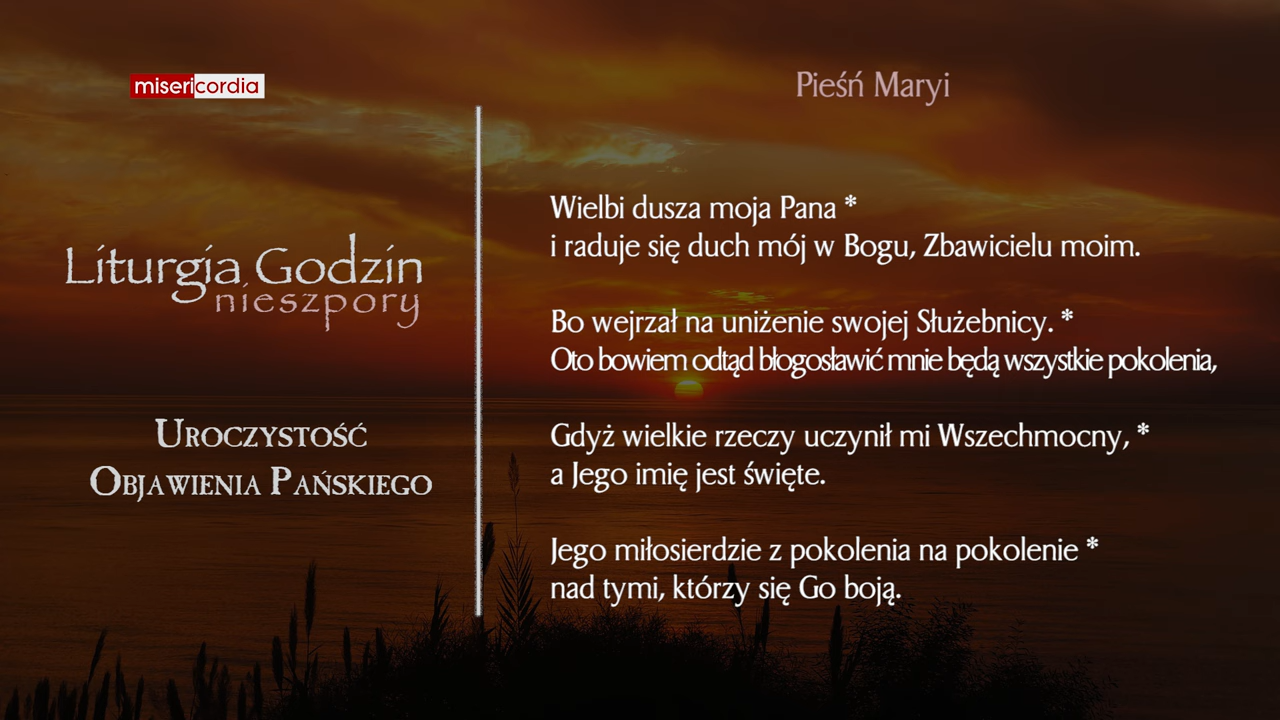 misericordia
Liturgia Godzin
nieszpory
Uroczystość
Objawienia Pańskiego
Pieśń Maryi
Wielbi dusza moja Pana *
i raduje się duch mój w Bogu, Zbawicielu moim.
Bo wejrzał na uniżenie swojej Służebnicy. *
Oto bowiem odtąd błogosławić mnie będą wszystkie pokolenia,
Gdyż wielkie rzeczy uczynił mi Wszechmocny, *
a Jego imię jest święte.
Jego miłosierdzie z pokolenia na pokolenie *
nad tymi, którzy się Go boją.